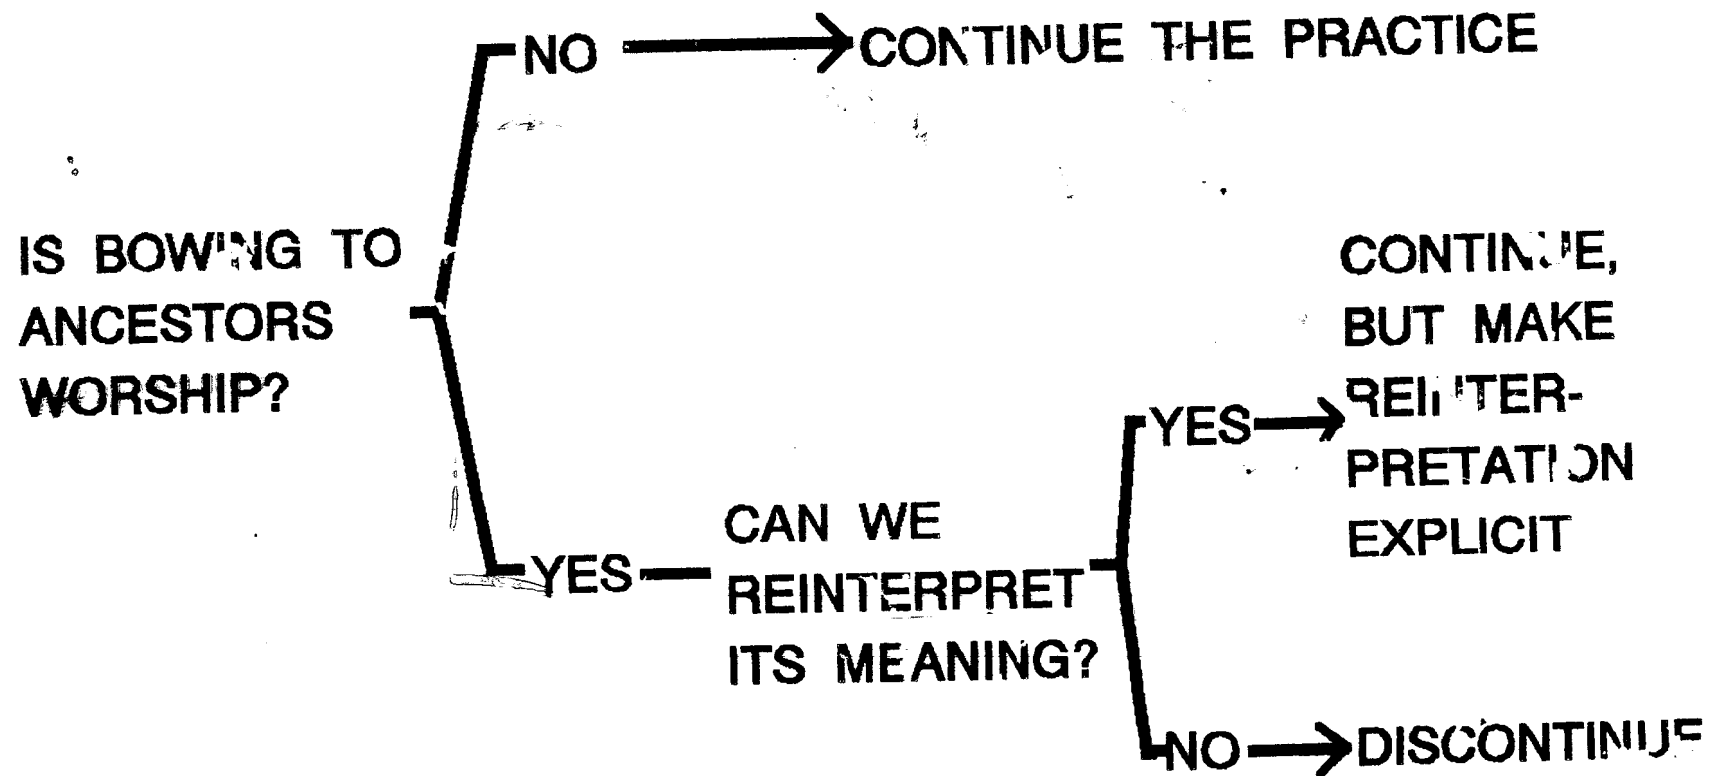 NO
CONTINUE THE PRACTICE
IS BOWING TO
ANCESTORS
WORSHIP?
YES
CAN WE
REINTERPRET
ITS MEANING?
YES
CONTINUE,
BUT MAKE
REINTER-
PRETATION
EXPLICIT
NO
DISCONTINUE